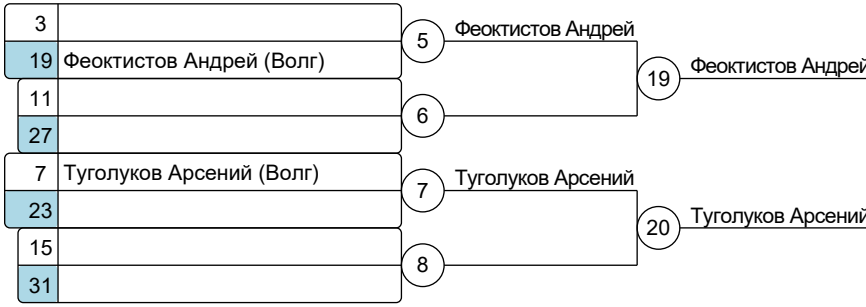 3
19 Феоктистов Андрей (Волг)
11
27
7 Туголуков Арсений (Волг)
23
15
31
5 Феоктистов Андрей
6
7 Туголуков Арсений
8
19 Феоктистов Андрей
20 Туголуков Арсений